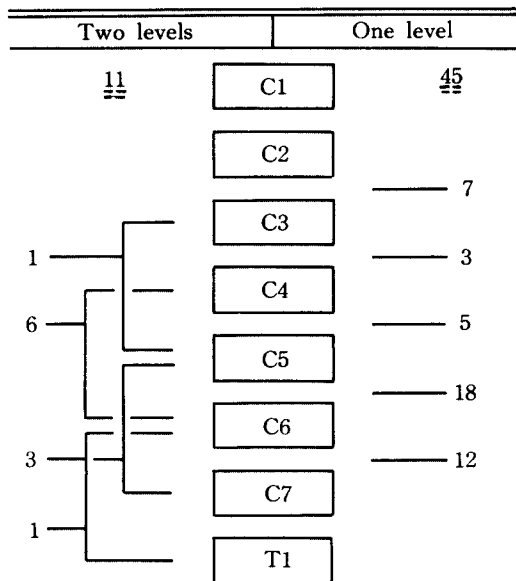 Two levels One level
11 C1 45
C2
7
C3
1 3
C4
6 5
C5
18
C6
3 12
C7
1
T1